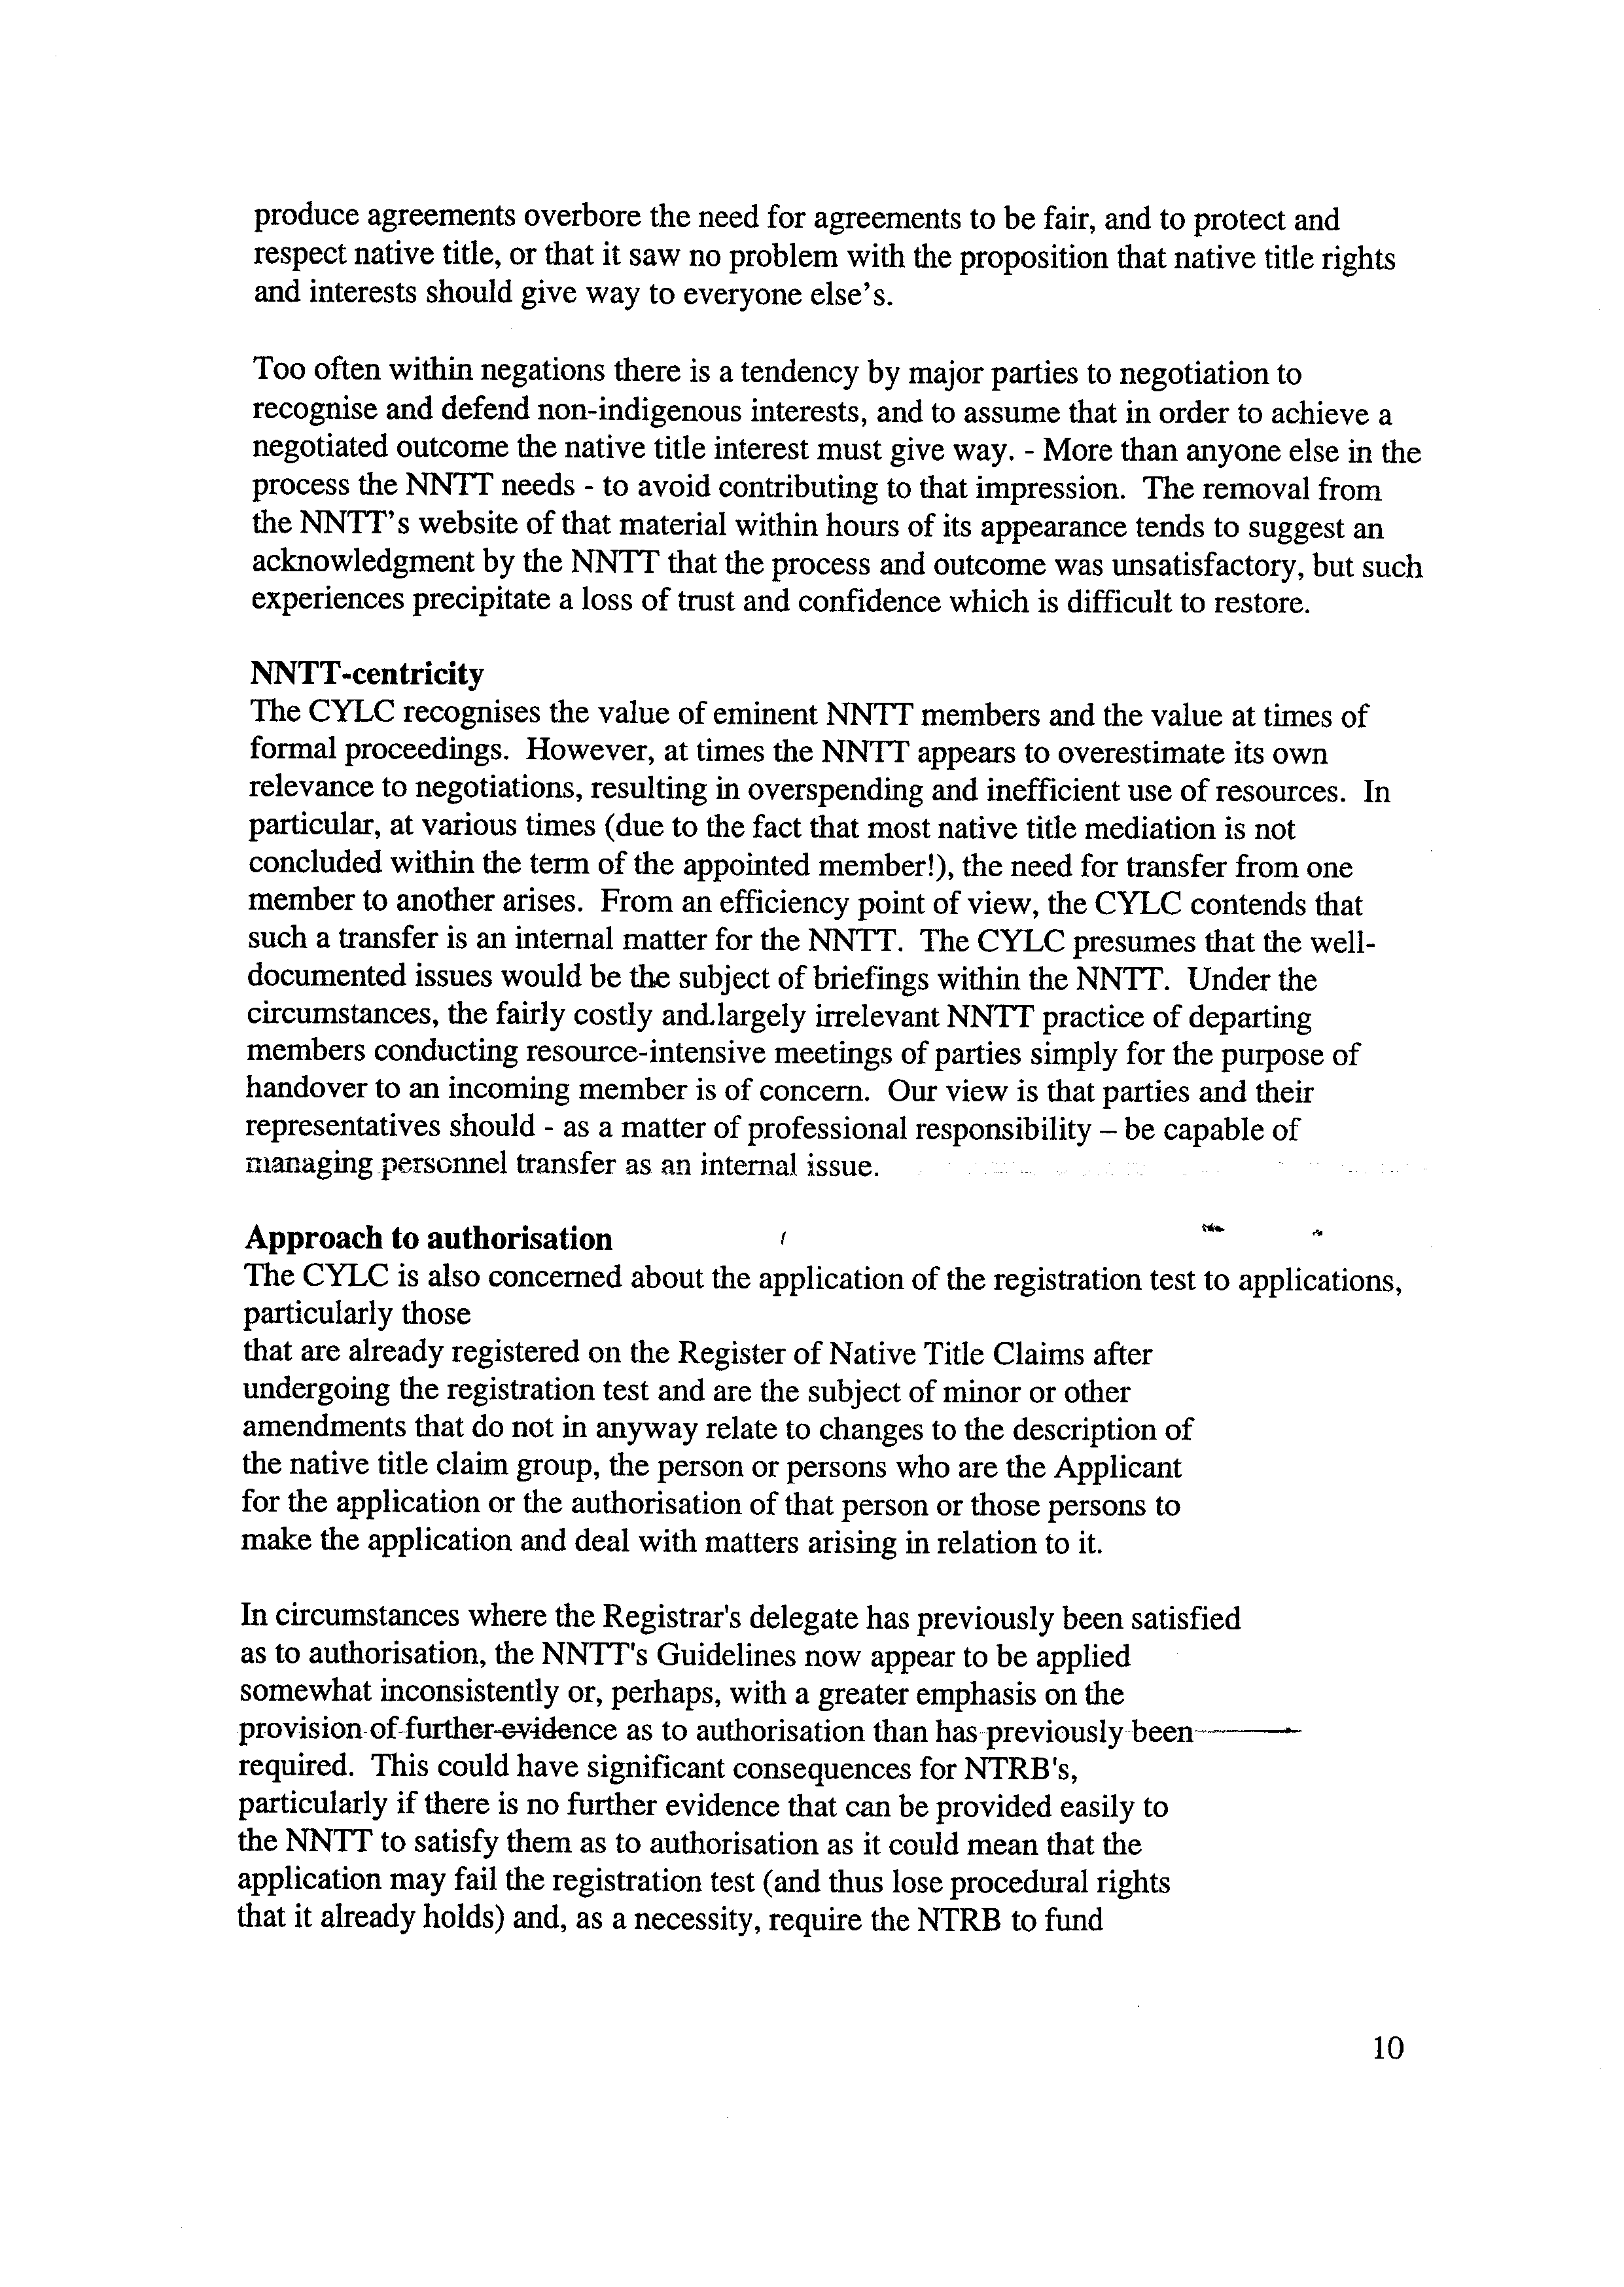 produce agreements overbore the need for agreements to be fair, and to protect and
respect native title, or that it saw no problem with the proposition that native title rights
and interests should give way to everyone else's.
Too often within negations there is a tendency by major parties to negotiation to
recognise and defend non-indigenous interests, and to assume that in order to achieve a
negotiated outcome the native title interest must give way. - More than anyone else in the
process the NNTT needs - to avoid contributing to that impression.  The removal from
the NNTT's website of that material within hours of its appearance tends to suggest an
acknowledgment by the NNTT that the process and outcome was unsatisfactory, but such
experiences precipitate a loss of trust and confidence which is difficult to restore.
NNTT-centricity
The CYLC recognises the value of eminent NNTT members and the value at times of
formal proceedings.  However, at times the NNTT appears to overestimate its own
relevance to negotiations, resulting in overspending and inefficient use of resources.  In
particular, at various times (due to the fact that most native title mediation is not
concluded within the term of the appointed member!), the need for transfer from one
member to another arises.  From an efficiency point of view, the CYLC contends that
such a transfer is an internal matter for the NNTT.  The CYLC presumes that the well-
documented issues would be the subject of briefings within the NNTT.  Under the
circumstances, the fairly costly and largely irrelevant NNTT practice of departing
members conducting resource-intensive meetings of parties simply for the purpose of
handover to an incoming member is of concern.  Our view is that parties and their
representatives should - as a matter of professional responsibility – be capable of
managing personnel transfer as an internal issue.
Approach to authorisation
The CYLC is also concerned about the application of the registration test to applications,
particularly those
that are already registered on the Register of Native Title Claims after
undergoing the registration test and are the subject of minor or other
amendments that do not in anyway relate to changes to the description of
the native title claim group, the person or persons who are the Applicant
for the application or the authorisation of that person or those persons to
make the application and deal with matters arising in relation to it.
In circumstances where the Registrar's delegate has previously been satisfied
as to authorisation, the NNTT's Guidelines now appear to be applied
somewhat inconsistently or, perhaps, with a greater emphasis on the
provision of further evidence as to authorisation than has previously been
required.  This could have significant consequences for NTRB's,
particularly if there is no further evidence that can be provided easily to
the NNTT to satisfy them as to authorisation as it could mean that the
application may fail the registration test (and thus lose procedural rights
that it already holds) and, as a necessity, require the NTRB to fund
10